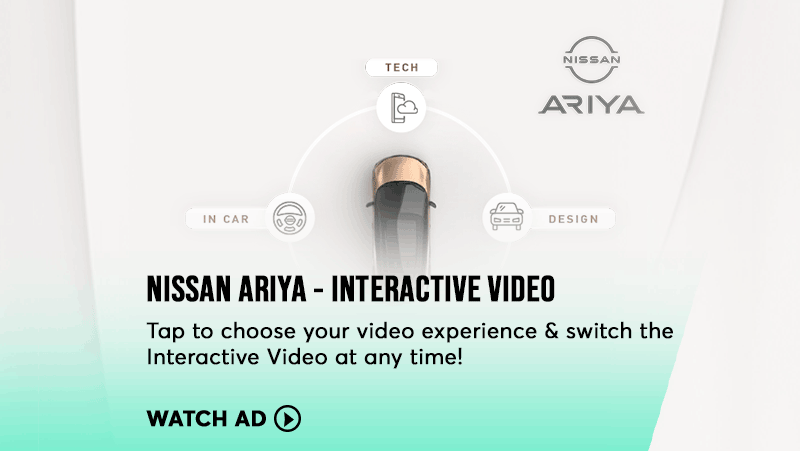 TECH
NISSAN
ARIYA
IN CAR
DESIGN
NISSAN ARIYA - INTERACTIVE VIDEO
Tap to choose your video experience & switch the
Interactive Video at any time!
WATCH AD